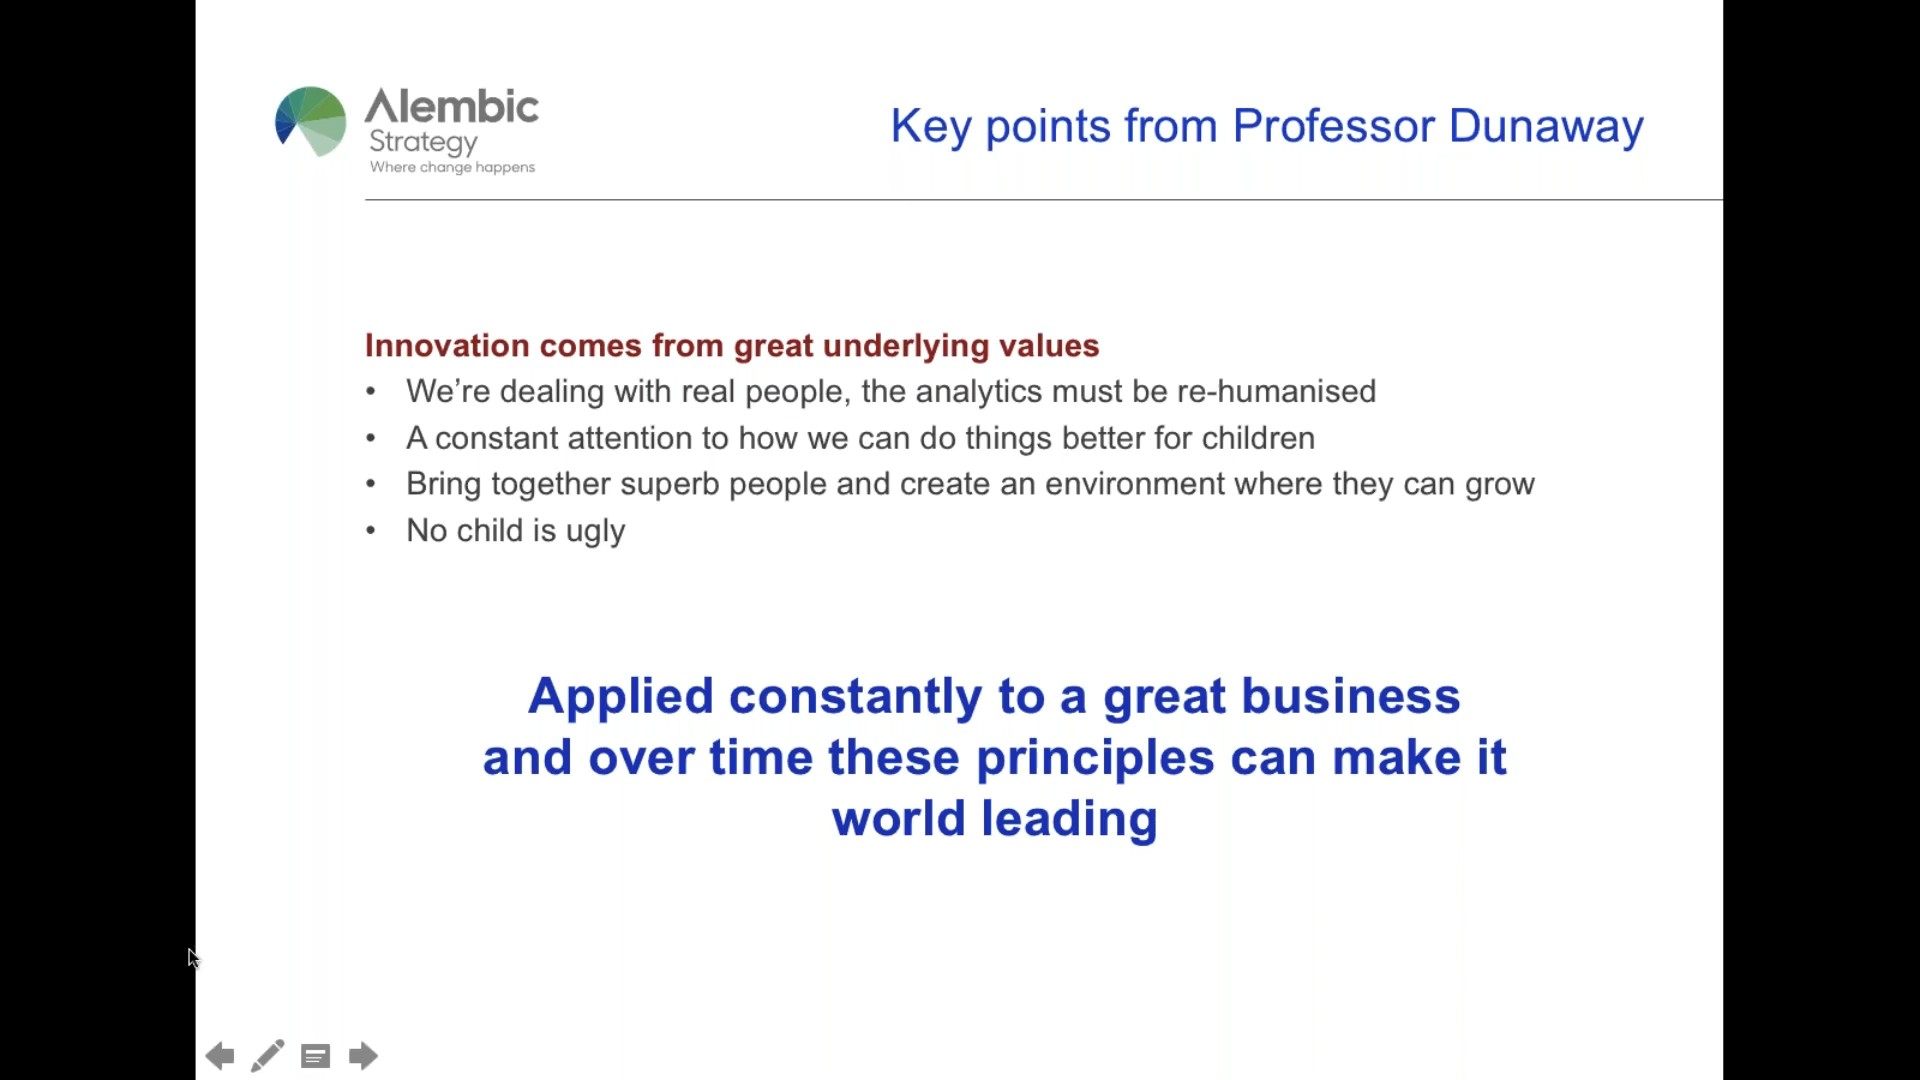 Alembic
Strategy
Where change happens
Key points from Professor Dunaway
Innovation comes from great underlying values
• We’re dealing with real people, the analytics must be re-humanised
• A constant attention to how we can do things better for children
• Bring together superb people and create an environment where they can grow
• No child is ugly
Applied constantly to a great business
and over time these principles can make it
world leading